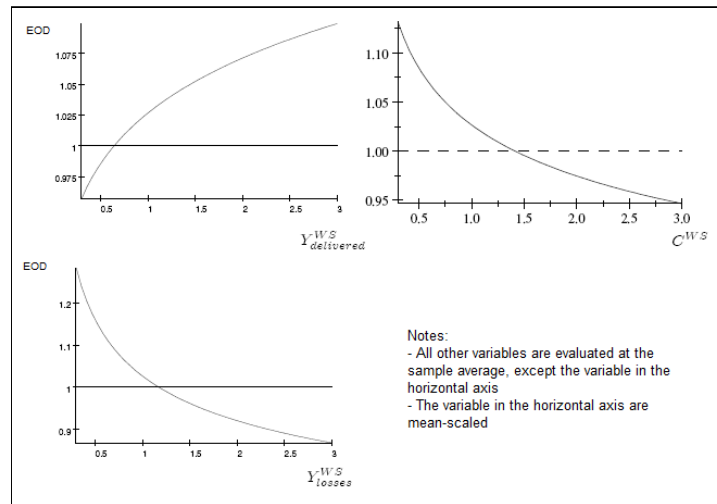 EOD
1.075
1.05
1.025
1
0.975
0.5 1 1.5 2 2.5 3
Y^{WS}_{delivered}
1.10
1.05
1.00
0.95
0.5 1.0 1.5 2.0 2.5 3.0
C^{WS}
EOD
1.2
1.1
1
0.9
0.5 1 1.5 2 2.5 3
Y^{WS}_{losses}
Notes:
- All other variables are evaluated at the
sample average, except the variable in the
horizontal axis
- The variable in the horizontal axis are
mean-scaled